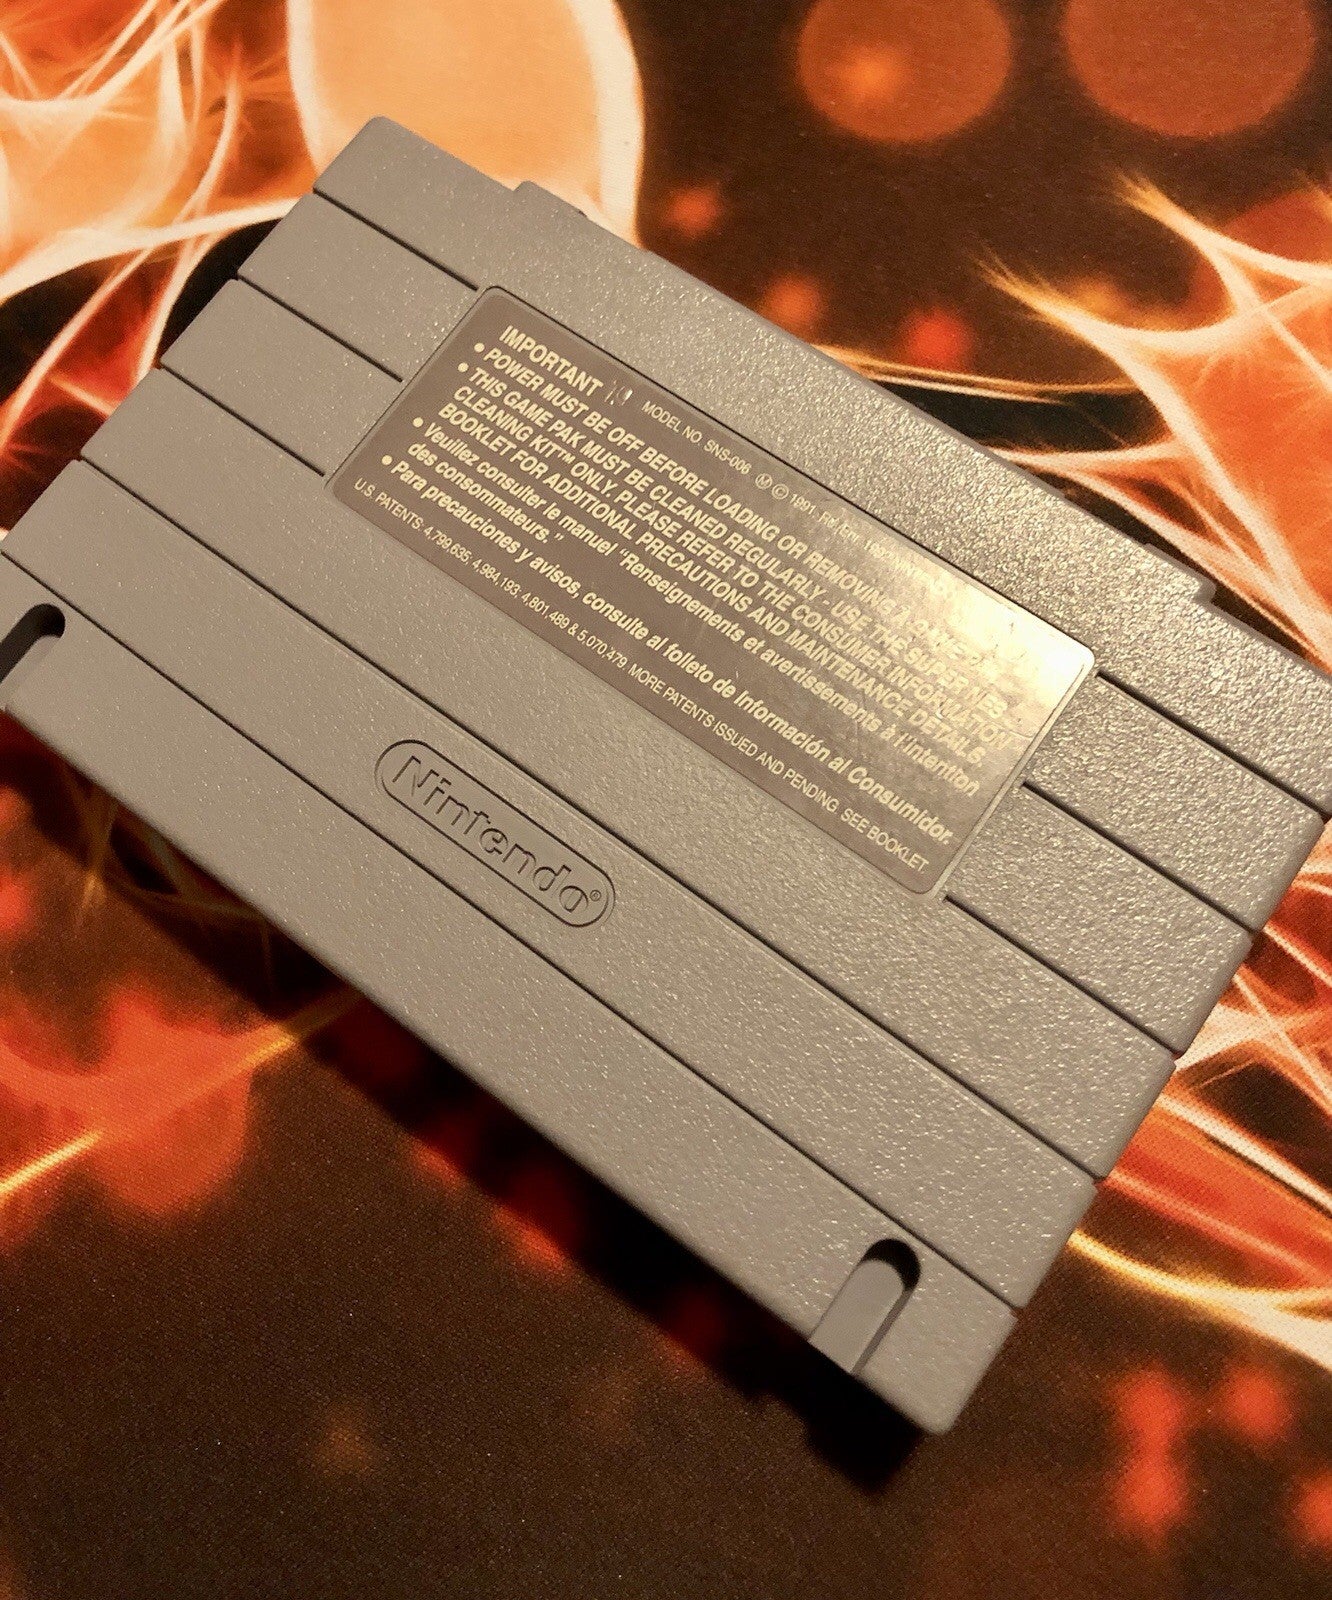 IMPORTANT MODEL NO. SNS-006 Ⓜ © 1991
• POWER MUST BE OFF BEFORE LOADING OR REMOVING A GAME
• THIS GAME PAK MUST BE CLEANED REGULARLY - USE THE SUPER NES
CLEANING KIT™ ONLY. PLEASE REFER TO THE CONSUMER INFORMATION
BOOKLET FOR ADDITIONAL PRECAUTIONS AND MAINTENANCE DETAILS.
• Veuillez consulter le manuel "Renseignements et avertissements à l'intention
des consommateurs."
• Para precauciones y avisos, consulte al folleto de Información al Consumidor.
U.S. PATENTS: 4,799,635, 4,984,193, 4,801,489 & 5,070,479. MORE PATENTS ISSUED AND PENDING. SEE BOOKLET
Nintendo®